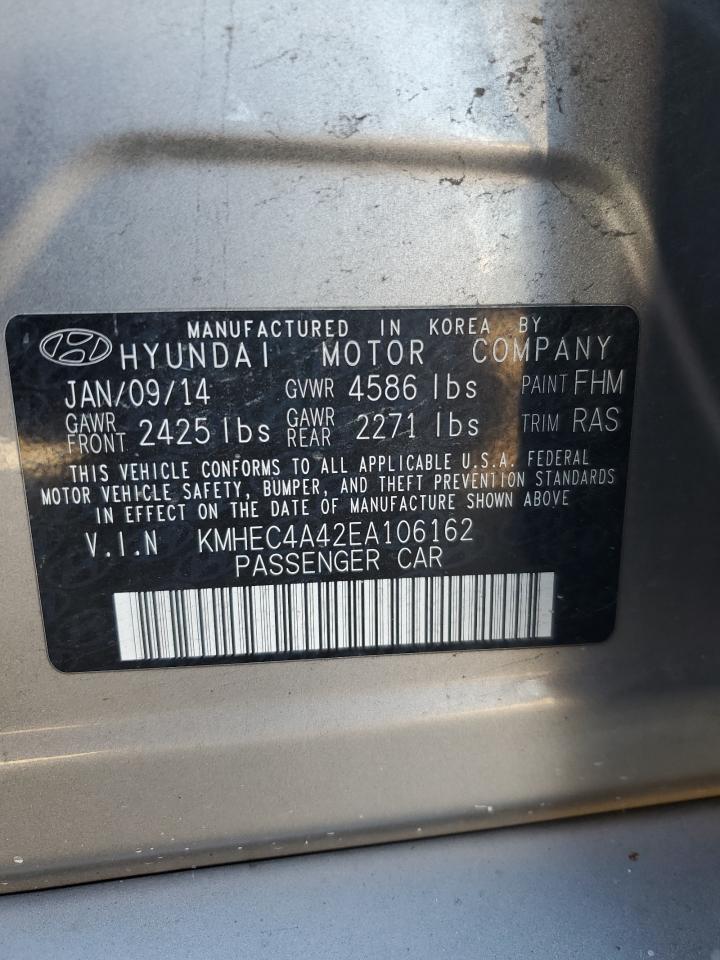 MANUFACTURED IN KOREA BY
HYUNDAI MOTOR COMPANY
JAN/09/14 GVWR 4586 lbs PAINT FHM
GAWR FRONT 2425 lbs GAWR REAR 2271 lbs TRIM RAS
THIS VEHICLE CONFORMS TO ALL APPLICABLE U.S.A. FEDERAL
MOTOR VEHICLE SAFETY, BUMPER, AND THEFT PREVENTION STANDARDS
IN EFFECT ON THE DATE OF MANUFACTURE SHOWN ABOVE
V.I.N KMHEC4A42EA106162
PASSENGER CAR